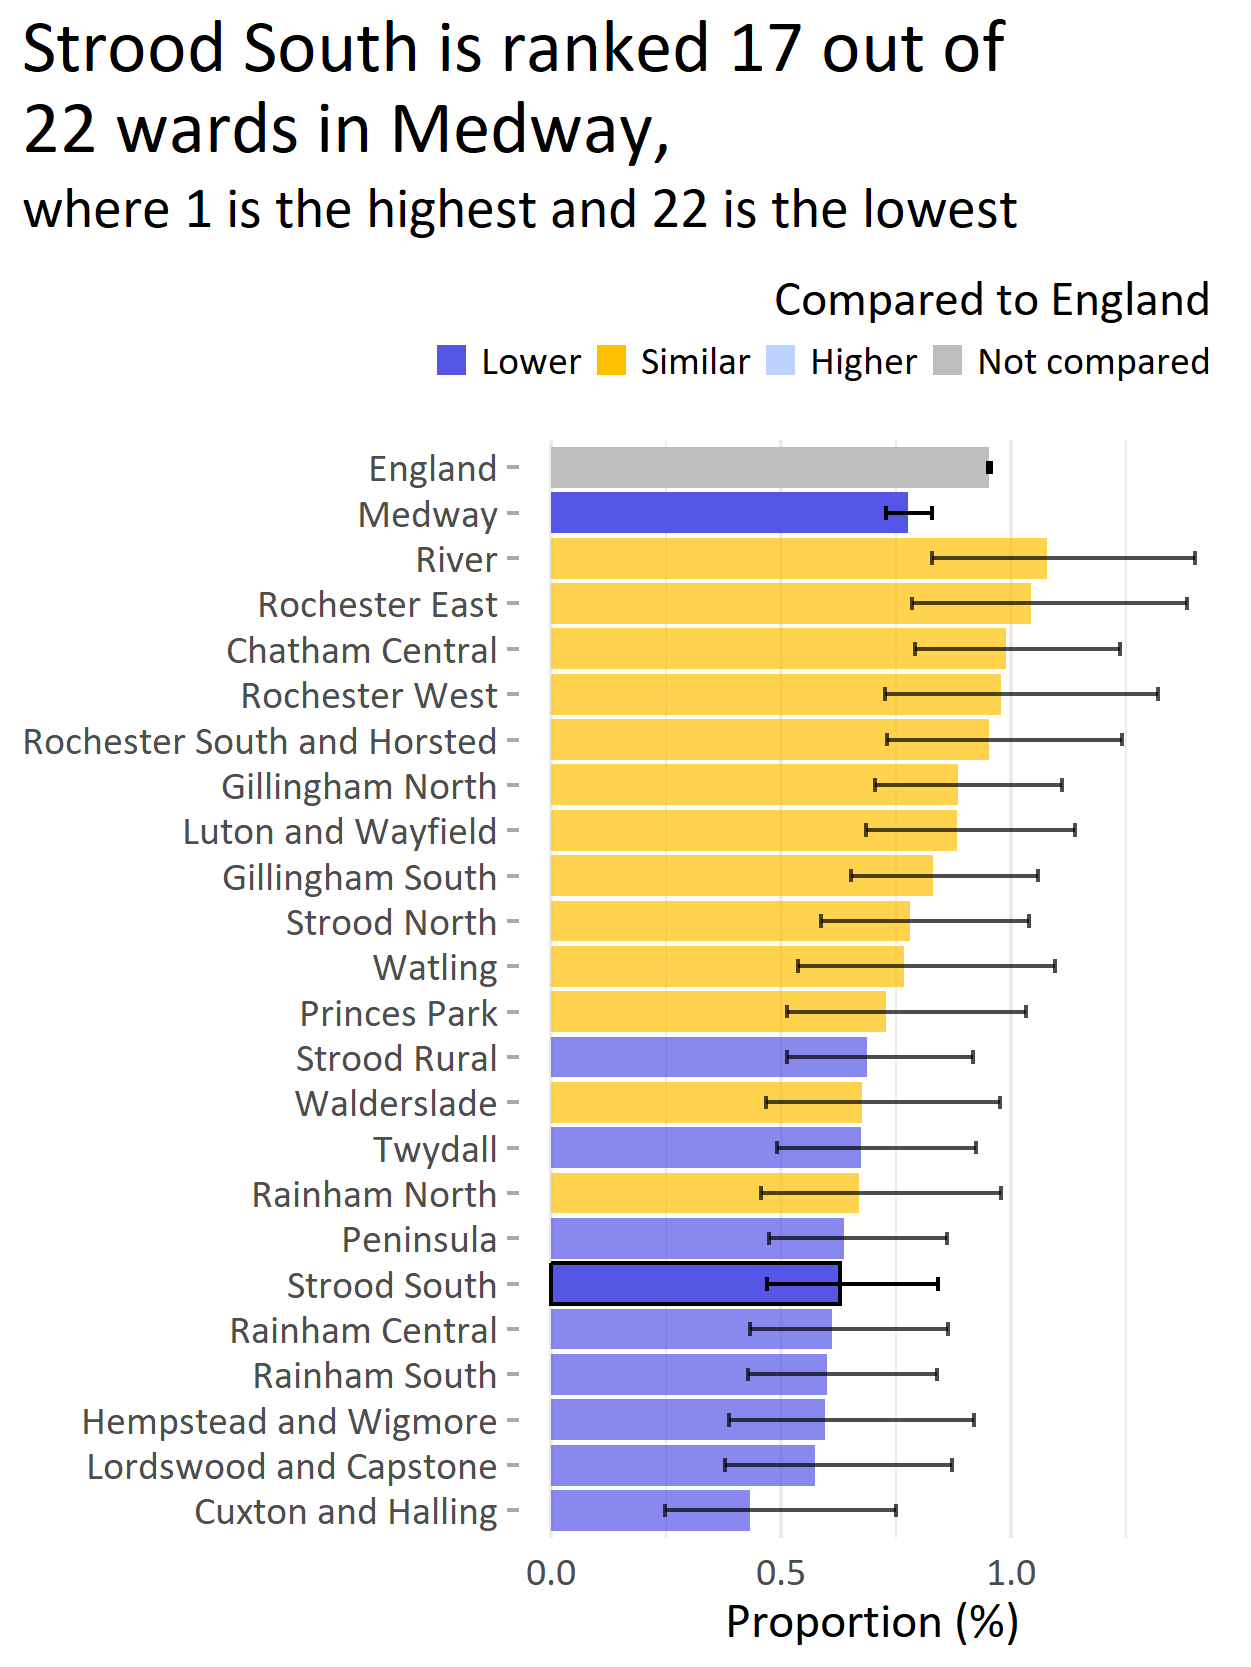 Strood South is ranked 17 out of
22 wards in Medway,
where 1 is the highest and 22 is the lowest
Compared to England
Lower Similar Higher Not compared
England
Medway
River
Rochester East
Chatham Central
Rochester West
Rochester South and Horsted
Gillingham North
Luton and Wayfield
Gillingham South
Strood North
Watling
Princes Park
Strood Rural
Walderslade
Twydall
Rainham North
Peninsula
Strood South
Rainham Central
Rainham South
Hempstead and Wigmore
Lordswood and Capstone
Cuxton and Halling
0.0 0.5 1.0
Proportion (%)